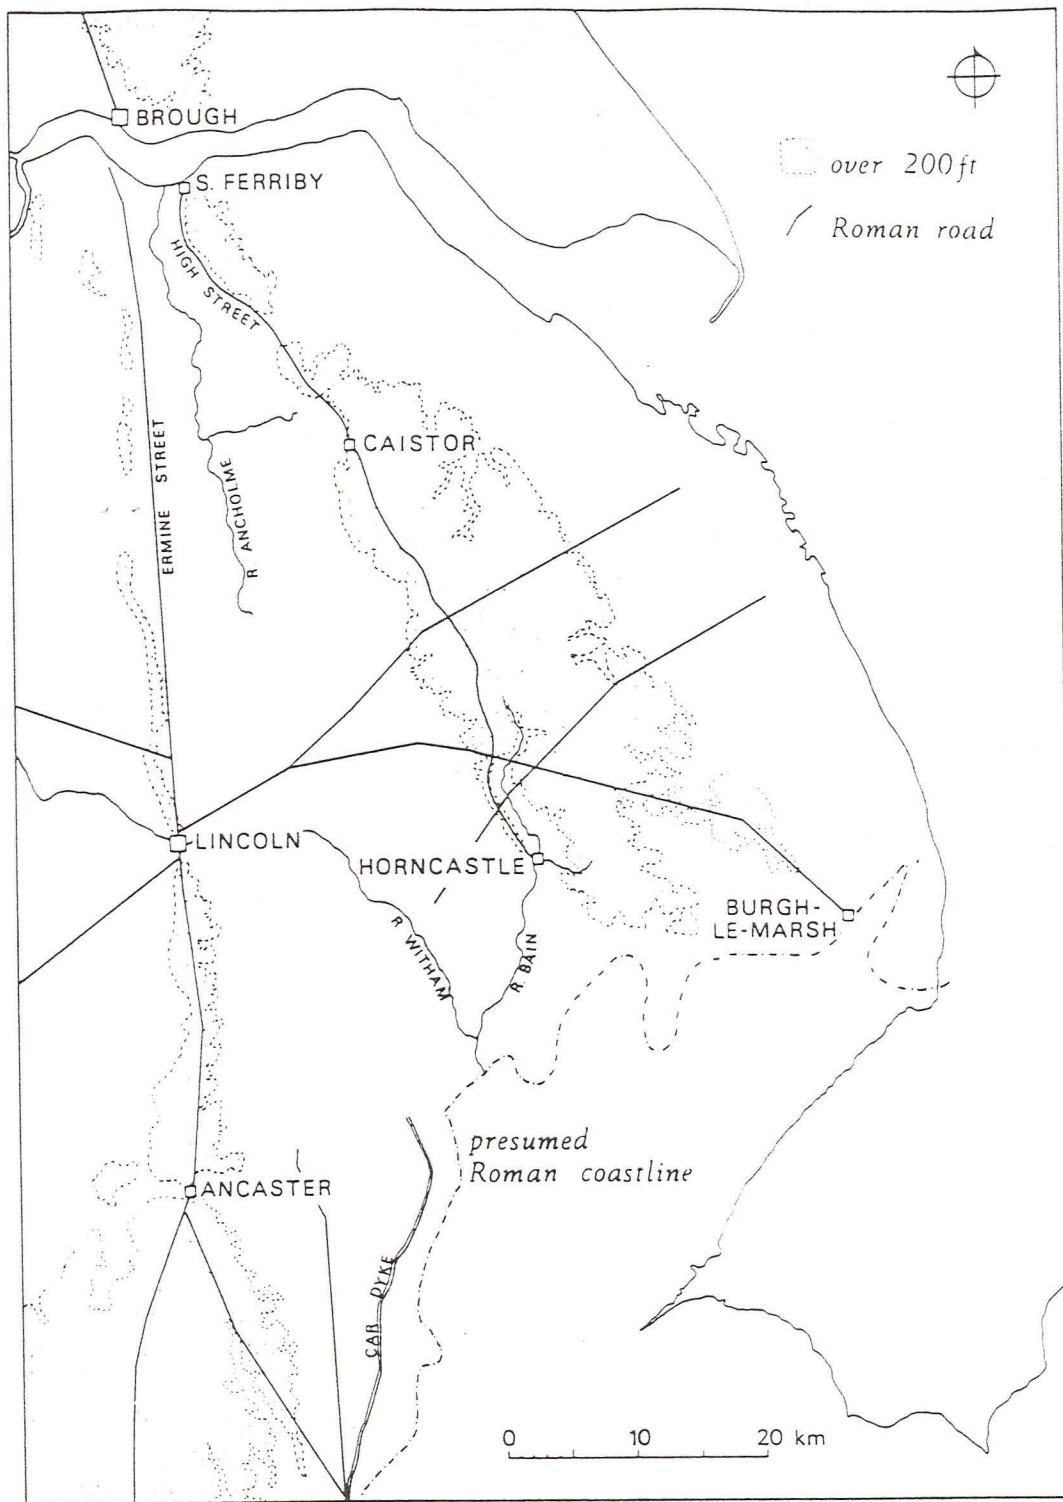 BROUGH
S. FERRIBY
over 200ft
Roman road
HIGH STREET
ERMINE STREET
R ANCHOLME
CAISTOR
LINCOLN
HORNCASTLE
BURGH-
LE-MARSH
R WITHAM
R. BAIN
presumed
Roman coastline
ANCASTER
CAR DYKE
0 20 km